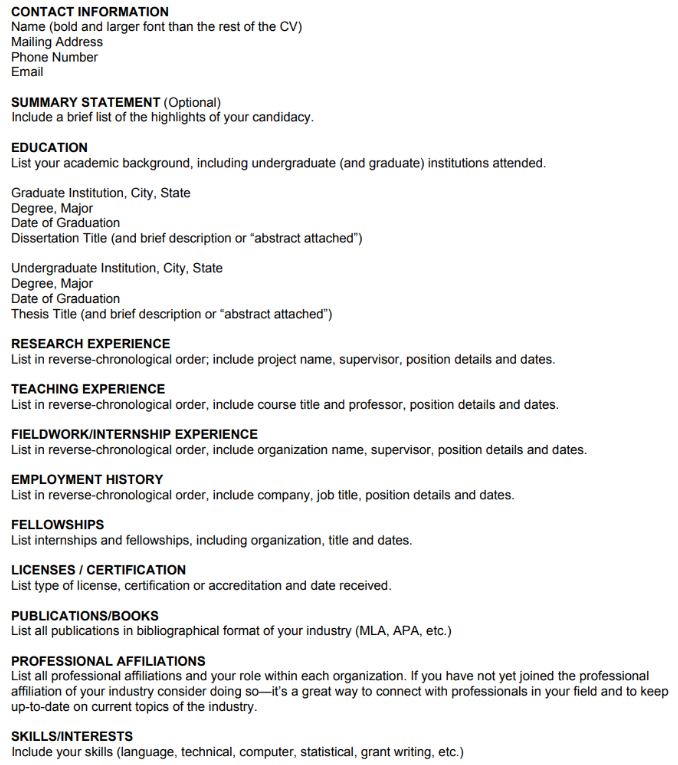 CONTACT INFORMATION
Name (bold and larger font than the rest of the CV)
Mailing Address
Phone Number
Email
SUMMARY STATEMENT (Optional)
Include a brief list of the highlights of your candidacy.
EDUCATION
List your academic background, including undergraduate (and graduate) institutions attended.
Graduate Institution, City, State
Degree, Major
Date of Graduation
Dissertation Title (and brief description or “abstract attached”)
Undergraduate Institution, City, State
Degree, Major
Date of Graduation
Thesis Title (and brief description or “abstract attached”)
RESEARCH EXPERIENCE
List in reverse-chronological order; include project name, supervisor, position details and dates.
TEACHING EXPERIENCE
List in reverse-chronological order, include course title and professor, position details and dates.
FIELDWORK/INTERNSHIP EXPERIENCE
List in reverse-chronological order, include organization name, supervisor, position details and dates.
EMPLOYMENT HISTORY
List in reverse-chronological order, include company, job title, position details and dates.
FELLOWSHIPS
List internships and fellowships, including organization, title and dates.
LICENSES / CERTIFICATION
List type of license, certification or accreditation and date received.
PUBLICATIONS/BOOKS
List all publications in bibliographical format of your industry (MLA, APA, etc.)
PROFESSIONAL AFFILIATIONS
List all professional affiliations and your role within each organization. If you have not yet joined the professional
affiliation of your industry consider doing so—it’s a great way to connect with professionals in your field and to keep
up-to-date on current topics of the industry.
SKILLS/INTERESTS
Include your skills (language, technical, computer, statistical, grant writing, etc.)